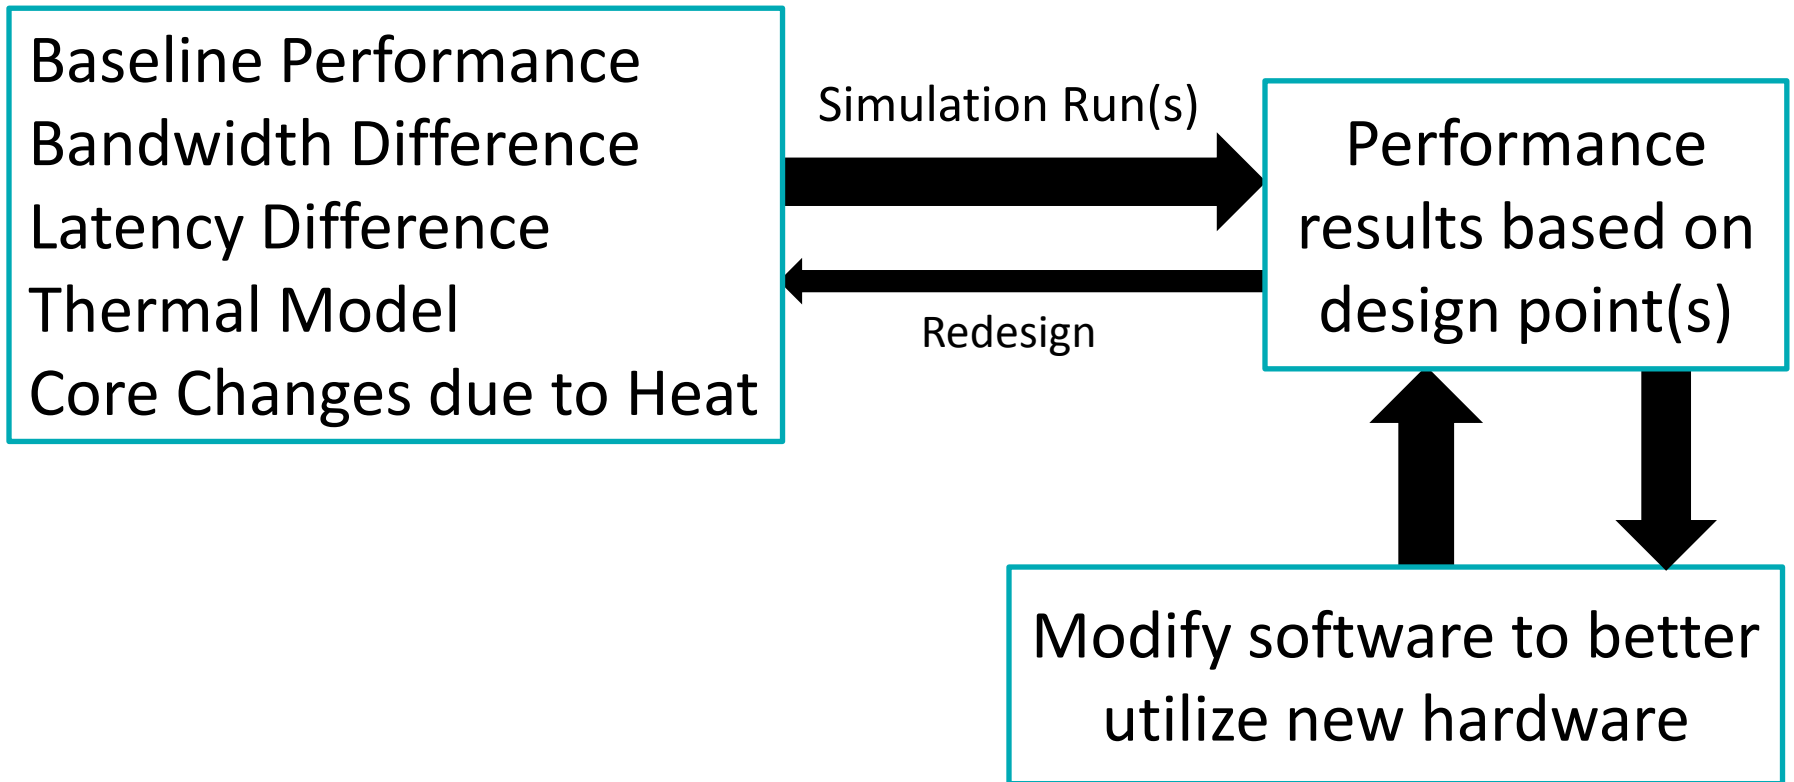 Baseline Performance
Bandwidth Difference
Latency Difference
Thermal Model
Core Changes due to Heat
Simulation Run(s)
Redesign
Performance
results based on
design point(s)
Modify software to better
utilize new hardware